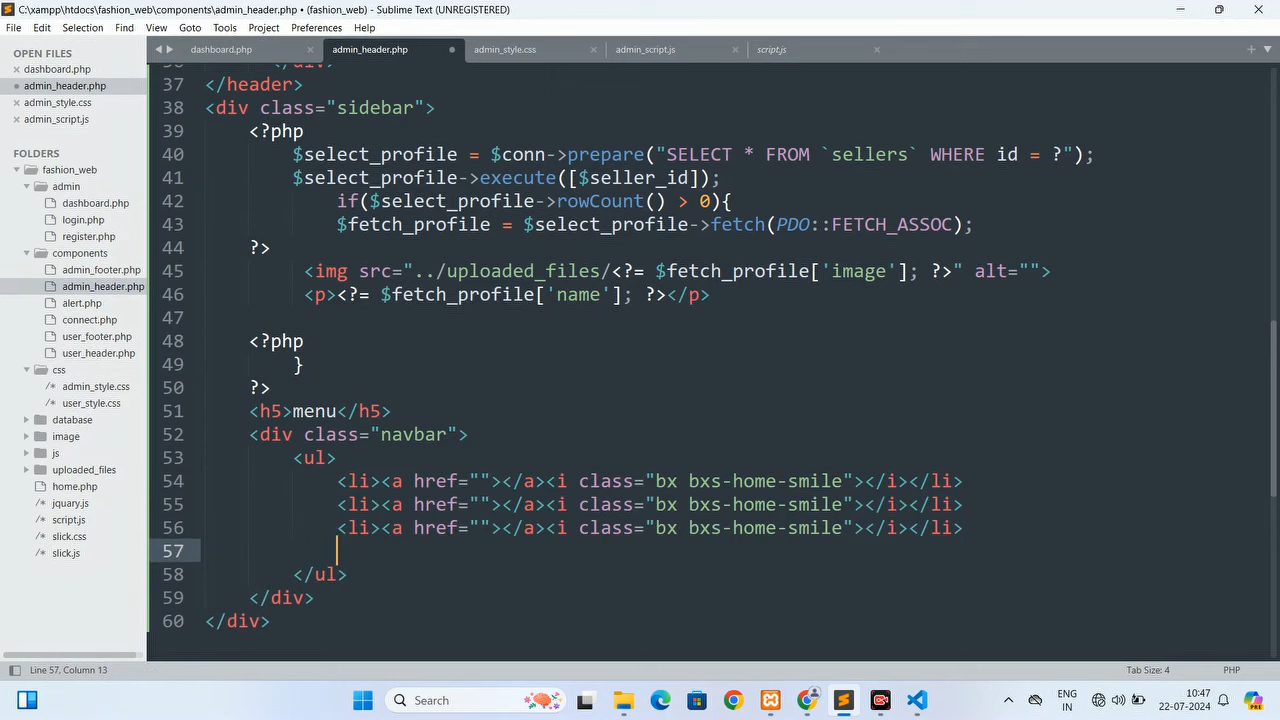 C:\xampp\htdocs\fashion_web\components\admin_header.php • (fashion_web) - Sublime Text (UNREGISTERED)
File Edit Selection Find View Goto Tools Project Preferences Help
OPEN FILES
dashboard.php
admin_header.php
admin_style.css
admin_script.js
FOLDERS
fashion_web
admin
dashboard.php
login.php
register.php
components
admin_footer.php
admin_header.php
alert.php
connect.php
user_footer.php
user_header.php
css
/* admin_style.css
/* user_style.css
database
image
js
uploaded_files
home.php
jquary.js
script.js
slick.css
slick.js
dashboard.php admin_header.php admin_style.css admin_script.js script.js
36 </div>
37 </header>
38 <div class="sidebar">
39 <?php
40 $select_profile = $conn->prepare("SELECT * FROM `sellers` WHERE id = ?");
41 $select_profile->execute([$seller_id]);
42 if($select_profile->rowCount() > 0){
43 $fetch_profile = $select_profile->fetch(PDO::FETCH_ASSOC);
44 ?>
45 <img src="../uploaded_files/<?= $fetch_profile['image']; ?>" alt="">
46 <p><?= $fetch_profile['name']; ?></p>
47
48 <?php
49 }
50 ?>
51 <h5>menu</h5>
52 <div class="navbar">
53 <ul>
54 <li><a href=""></a><i class="bx bxs-home-smile"></i></li>
55 <li><a href=""></a><i class="bx bxs-home-smile"></i></li>
56 <li><a href=""></a><i class="bx bxs-home-smile"></i></li>
57
58 </ul>
59 </div>
60 </div>
Line 57, Column 13
Tab Size: 4 PHP
Search
ENG
IN
10:47
22-07-2024